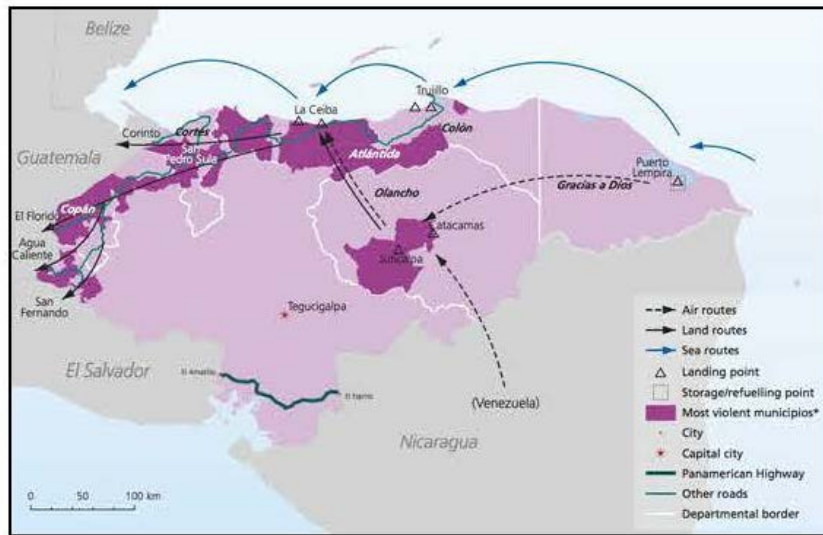 Belize
Trujillo
La Ceiba
Cortés
Corinto
Colón
San
Pedro Sula
Guatemala
Atlántida
Puerto
Lempira
Olancho
Gracias a Dios
Copán
El Florido
Catacamas
Agua
Caliente
Juticalpa
San
Fernando
Tegucigalpa
El Salvador
El Amatillo
(Venezuela)
Nicaragua
Air routes
Land routes
Sea routes
Landing point
Storage/refuelling point
Most violent municipios*
City
Capital city
Panamerican Highway
Other roads
Departmental border
0 50 100 km